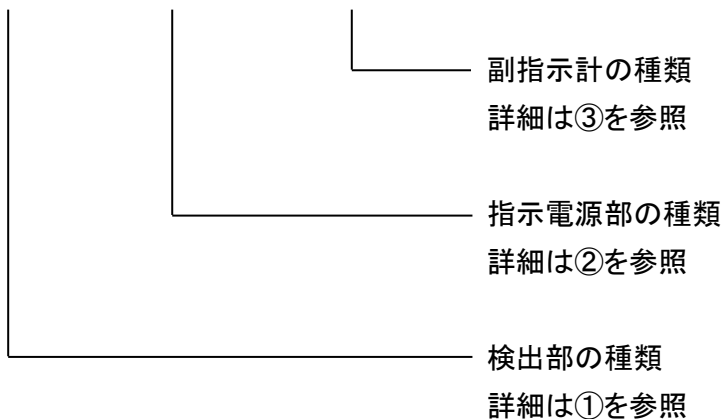 副指示計の種類
詳細は③を参照
指示電源部の種類
詳細は②を参照
検出部の種類
詳細は①を参照